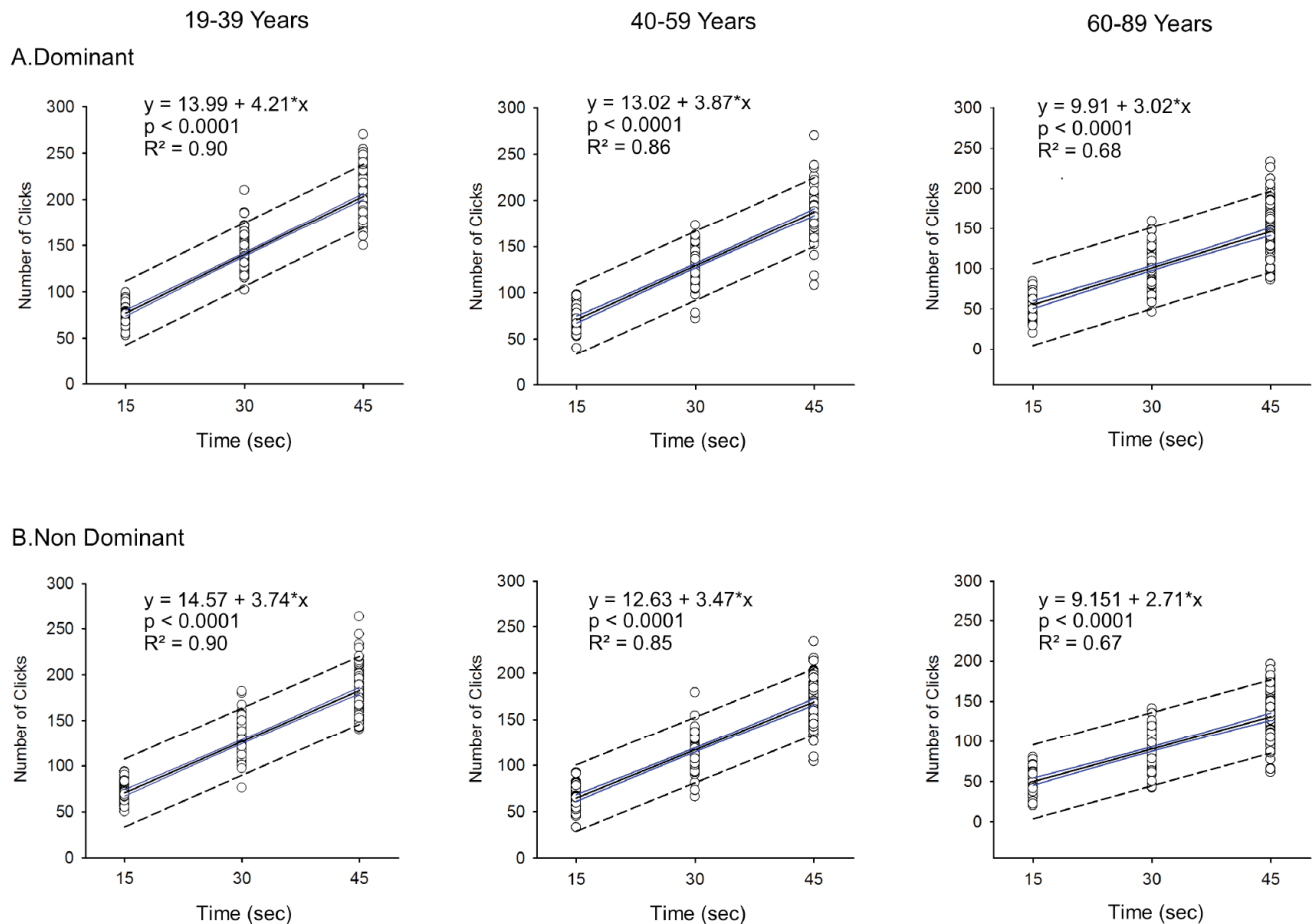 19-39 Years
40-59 Years
60-89 Years
A.Dominant
y = 13.99 + 4.21*x
p < 0.0001
R² = 0.90
Number of Clicks
300
250
200
150
100
50
0
15 30 45
Time (sec)
y = 13.02 + 3.87*x
p < 0.0001
R² = 0.86
Number of Clicks
300
250
200
150
100
50
0
15 30 45
Time (sec)
y = 9.91 + 3.02*x
p < 0.0001
R² = 0.68
Number of Clicks
300
250
200
150
100
50
0
15 30 45
Time (sec)
B.Non Dominant
y = 14.57 + 3.74*x
p < 0.0001
R² = 0.90
Number of Clicks
300
250
200
150
100
50
0
15 30 45
Time (sec)
y = 12.63 + 3.47*x
p < 0.0001
R² = 0.85
Number of Clicks
300
250
200
150
100
50
0
15 30 45
Time (sec)
y = 9.151 + 2.71*x
p < 0.0001
R² = 0.67
Number of Clicks
300
250
200
150
100
50
0
15 30 45
Time (sec)